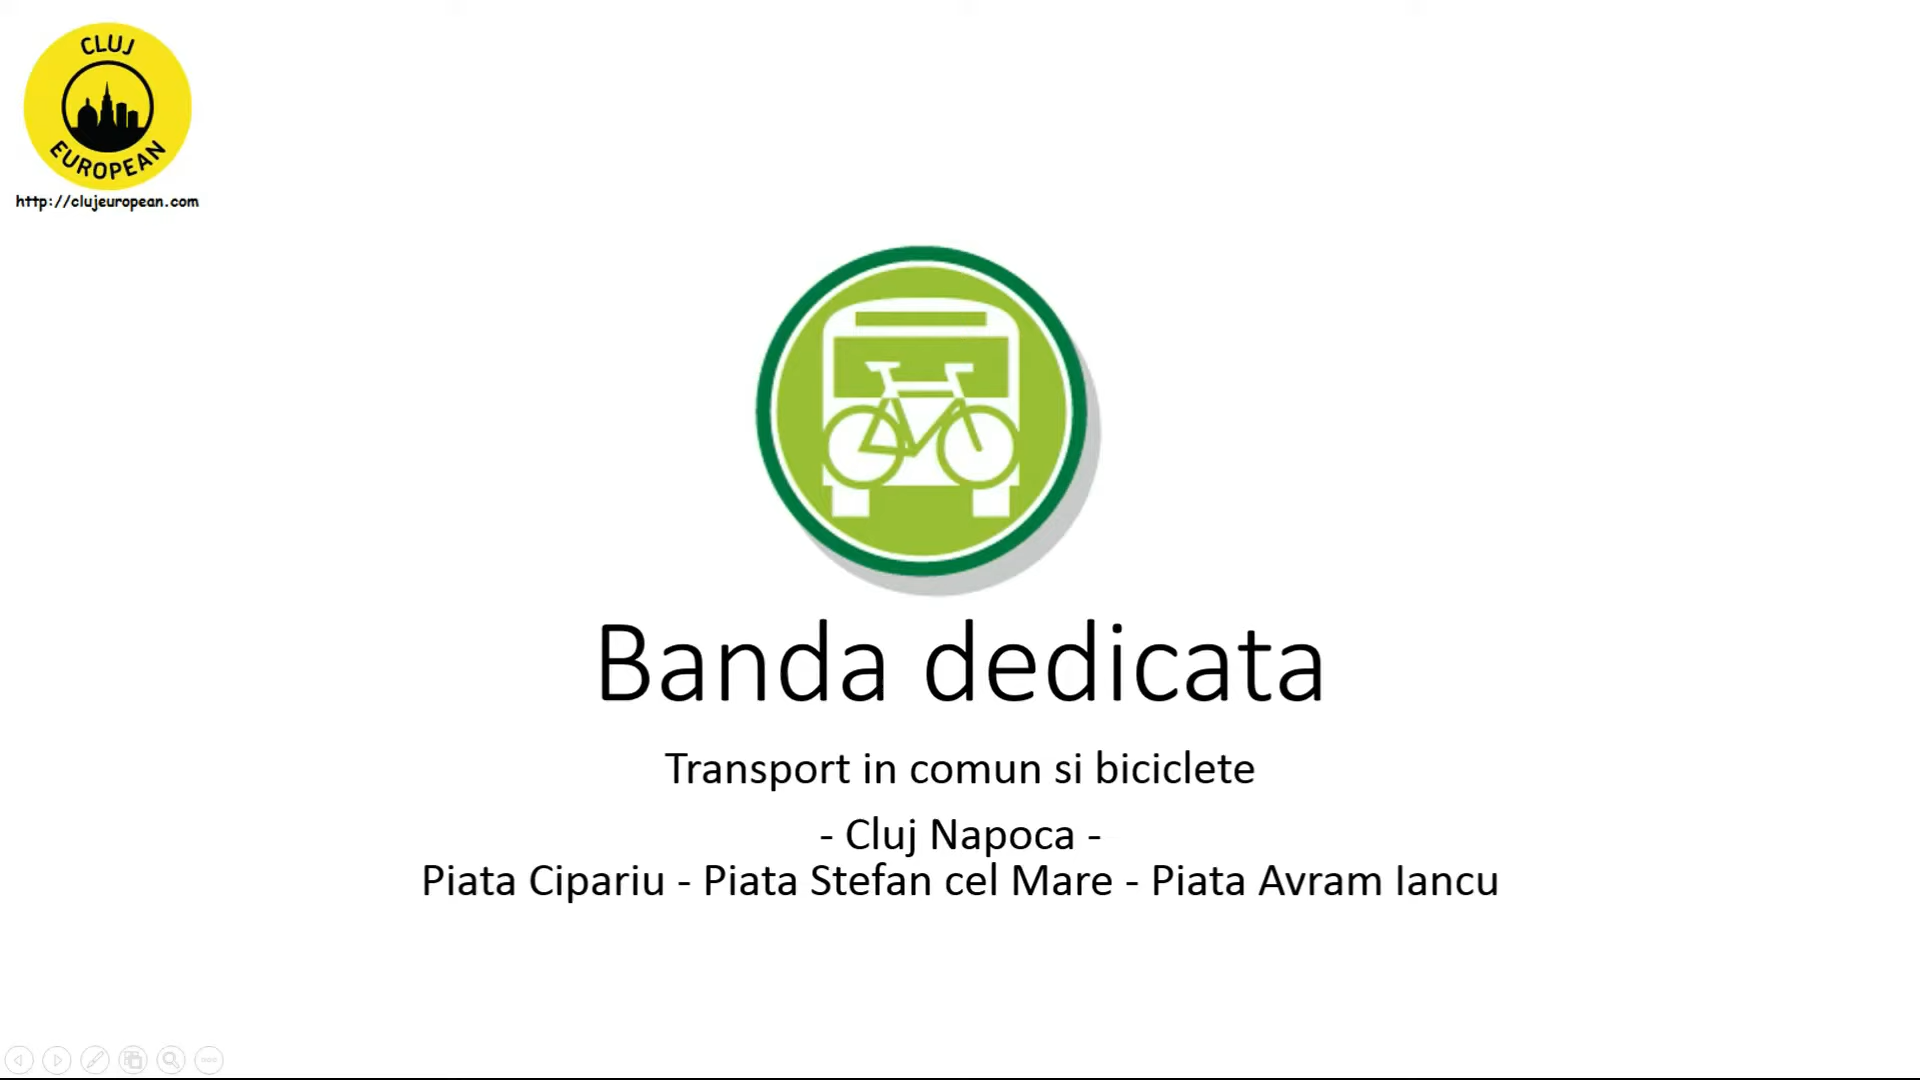 CLUJ
EUROPEAN
http://clujeuropean.com
Banda dedicata
Transport in comun si biciclete
- Cluj Napoca -
Piata Cipariu - Piata Stefan cel Mare - Piata Avram Iancu